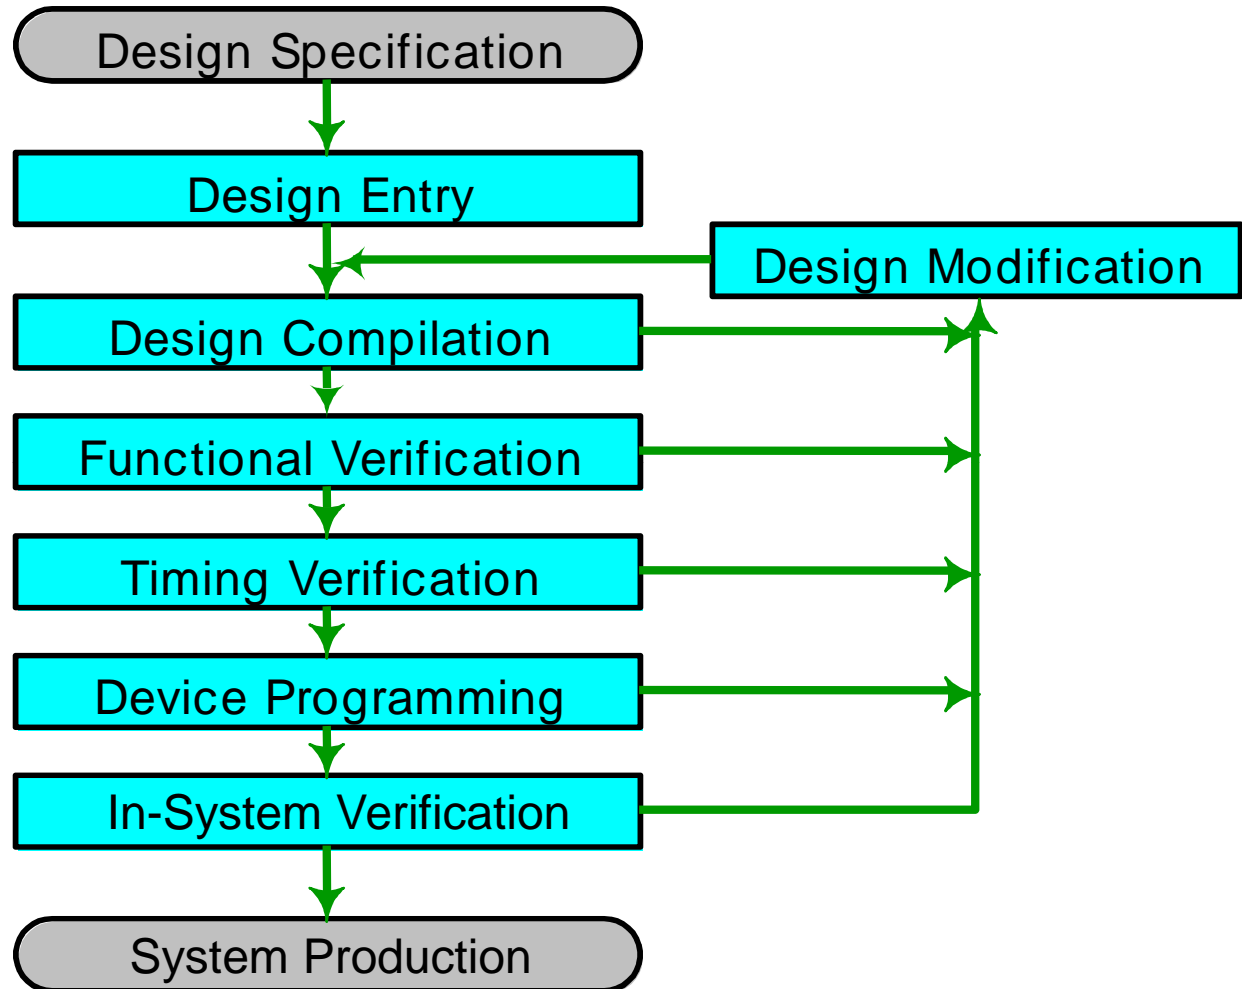 Design Specification
Design Entry
Design Modification
Design Compilation
Functional Verification
Timing Verification
Device Programming
In-System Verification
System Production